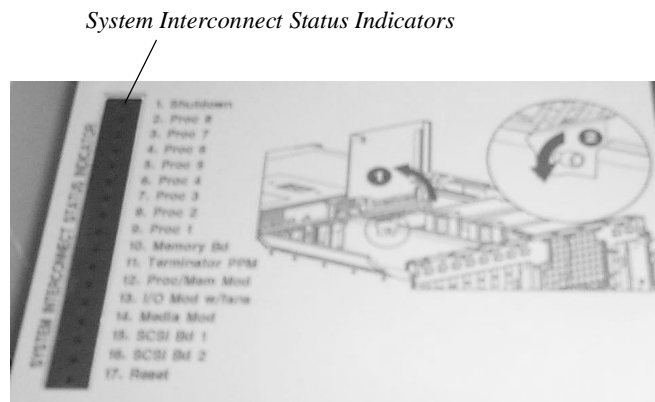 System Interconnect Status Indicators
SYSTEM INTERCONNECT STATUS INDICATOR
1. Shutdown
2. Proc 8
3. Proc 7
4. Proc 6
5. Proc 5
6. Proc 4
7. Proc 3
8. Proc 2
9. Proc 1
10. Memory Bd
11. Terminator PPM
12. Proc/Mem Mod
13. I/O Mod w/fans
14. Media Mod
15. SCSI Bd 1
16. SCSI Bd 2
17. Reset
1
2